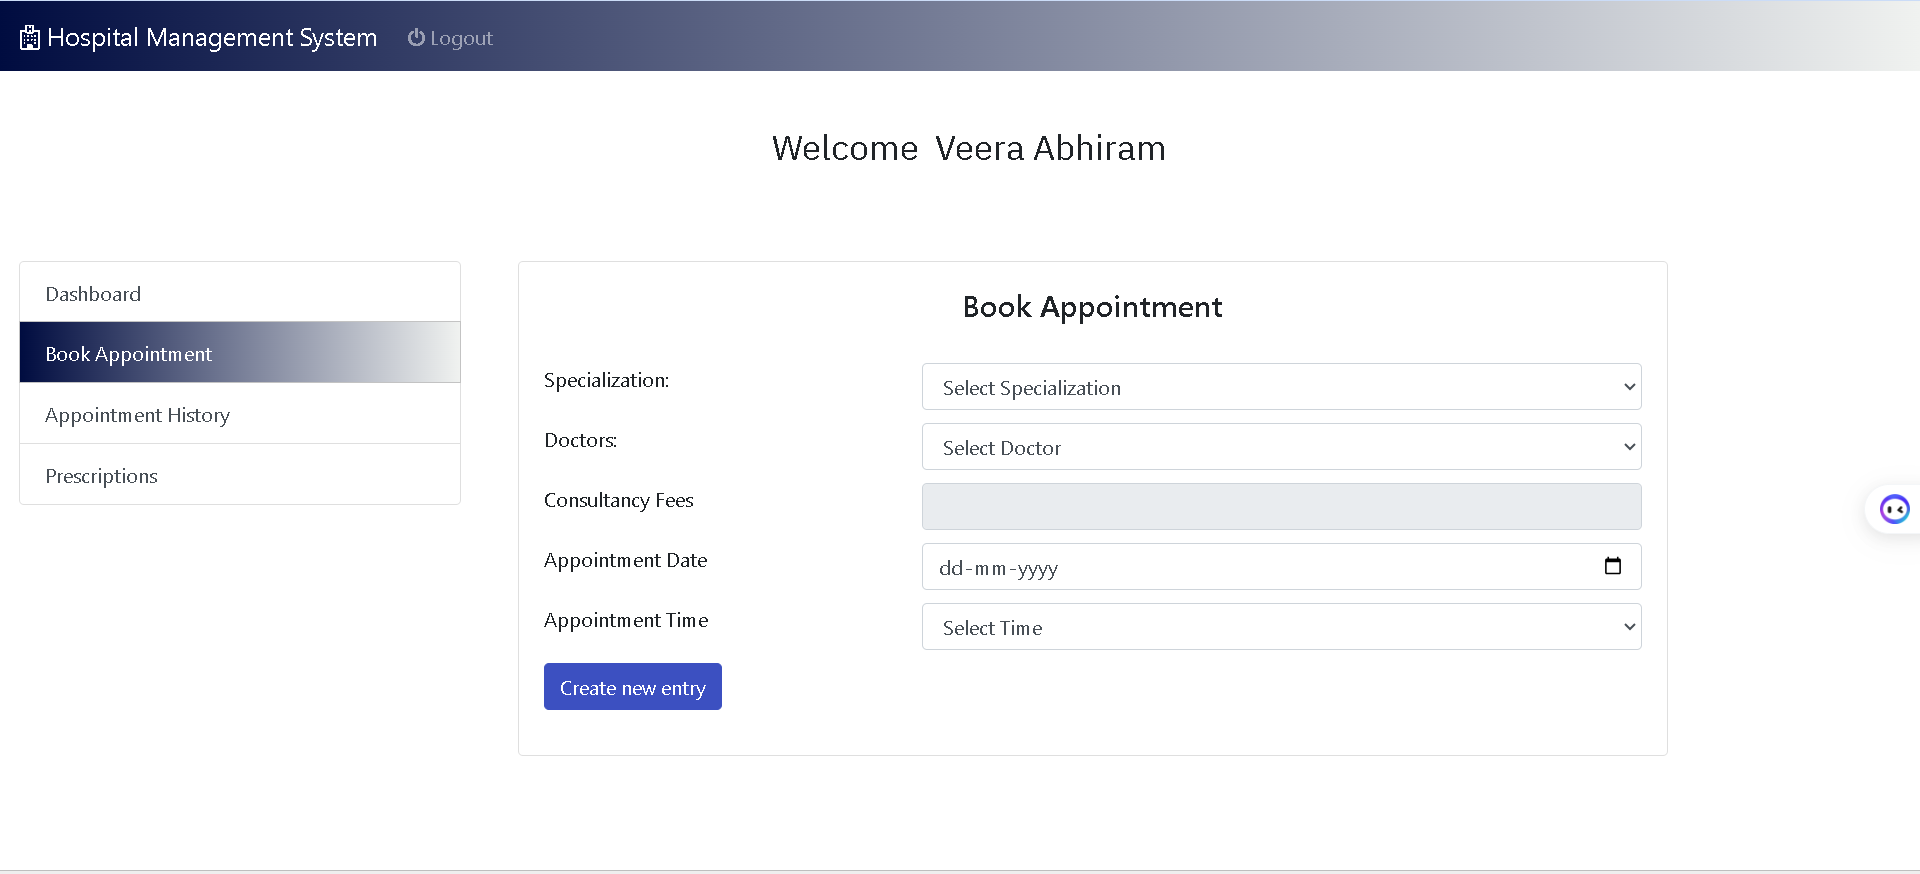 Hospital Management System Logout
Welcome Veera Abhiram
Dashboard
Book Appointment
Appointment History
Prescriptions
Book Appointment
Specialization: Select Specialization
Doctors: Select Doctor
Consultancy Fees
Appointment Date dd-mm-yyyy
Appointment Time Select Time
Create new entry